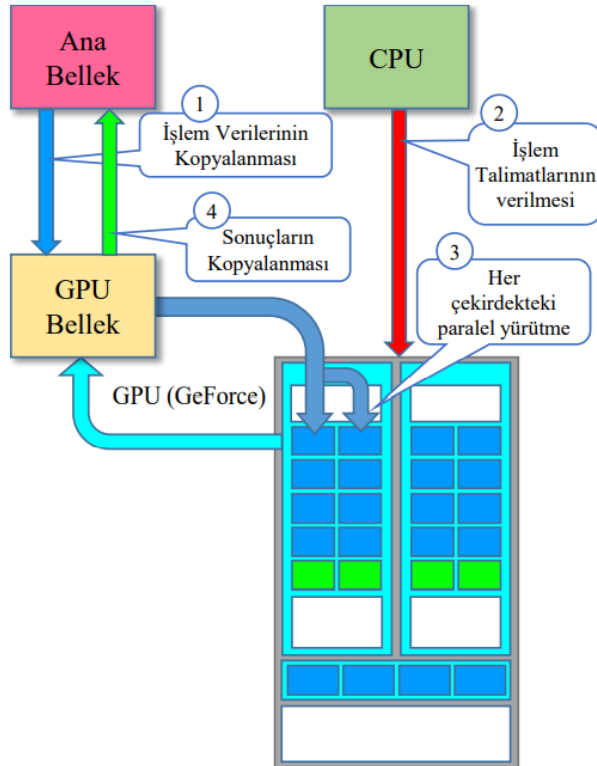 Ana
Bellek
CPU
1
İşlem Verilerinin
Kopyalanması
2
İşlem
Talimatlarının
verilmesi
4
Sonuçların
Kopyalanması
3
Her
çekirdekteki
paralel yürütme
GPU
Bellek
GPU (GeForce)